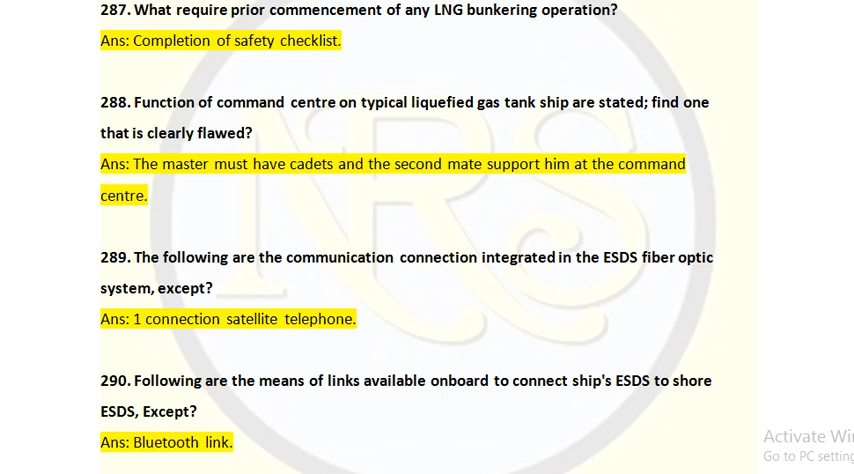 287. What require prior commencement of any LNG bunkering operation?
Ans: Completion of safety checklist.
288. Function of command centre on typical liquefied gas tank ship are stated; find one
that is clearly flawed?
Ans: The master must have cadets and the second mate support him at the command
centre.
289. The following are the communication connection integrated in the ESDS fiber optic
system, except?
Ans: 1 connection satellite telephone.
290. Following are the means of links available onboard to connect ship's ESDS to shore
ESDS, Except?
Ans: Bluetooth link.
NRS
Activate
Go to PC